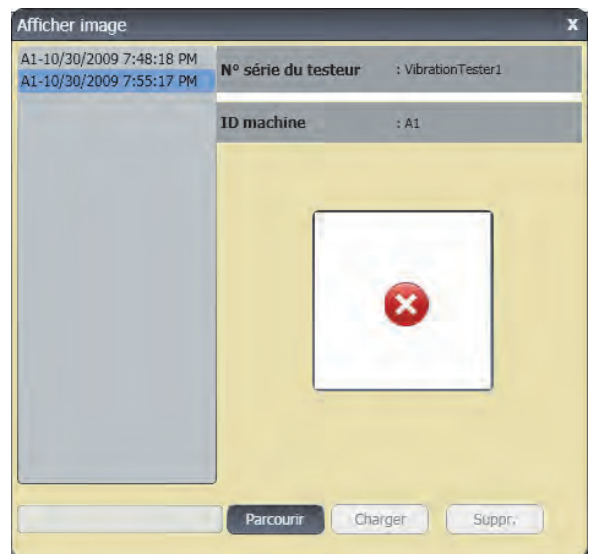 Afficher image x
A1-10/30/2009 7:48:18 PM
A1-10/30/2009 7:55:17 PM
N° série du testeur : VibrationTester1
ID machine : A1
Parcourir Charger Suppr.